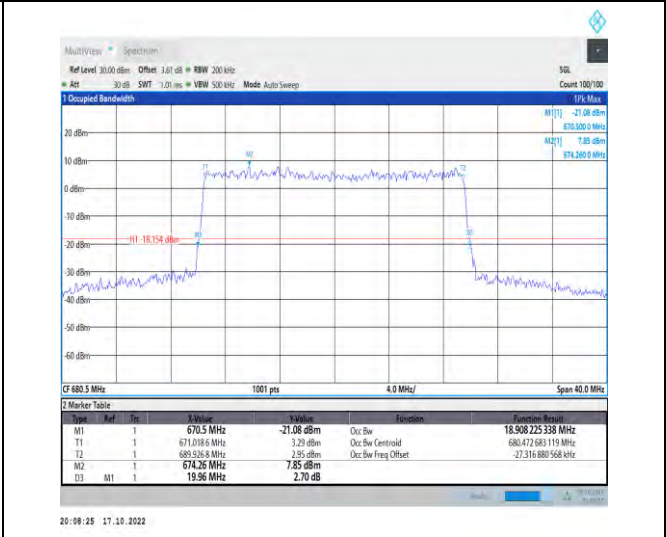 MultiView Spectrum
Ref Level 30.00 dBm Offset 3.61 dB RBW 200 kHz SGL
Att 30 dB SWT 1.01 ms VBW 500 kHz Mode Auto Sweep Count 100/100
1 Occupied Bandwidth 1Pk Max
M1[1] -21.08 dBm
670.500 0 MHz
M2[1] 7.85 dBm
674.260 0 MHz
20 dBm
10 dBm
M2
T1 T2
0 dBm
-10 dBm
H1 -18.154 dBm
-20 dBm
-30 dBm
-40 dBm
-50 dBm
-60 dBm
CF 680.5 MHz 1001 pts 4.0 MHz/ Span 40.0 MHz
2 Marker Table
Type Ref Trc X-Value Y-Value Function Function Result
M1 1 670.5 MHz -21.08 dBm Occ Bw 18.908 225 338 MHz
T1 1 671.018 6 MHz 3.29 dBm Occ Bw Centroid 680.472 683 119 MHz
T2 1 689.926 8 MHz 2.95 dBm Occ Bw Freq Offset -27.316 880 568 kHz
M2 1 674.26 MHz 7.85 dBm
D3 M1 1 19.96 MHz 2.70 dB
20:08:25 17.10.2022